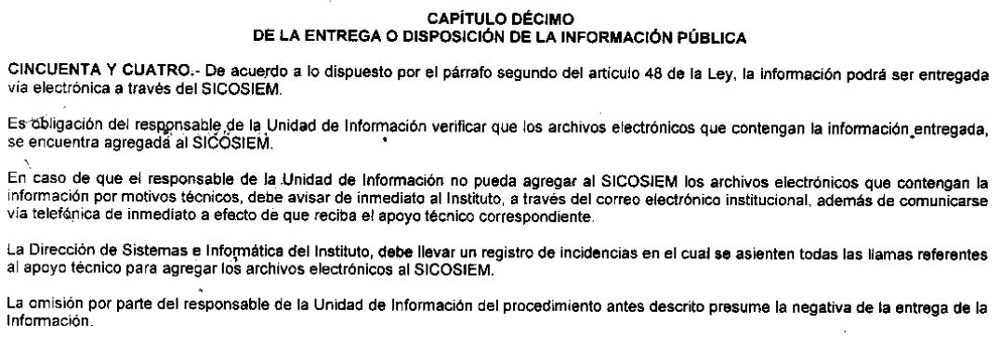 CAPÍTULO DÉCIMO
DE LA ENTREGA O DISPOSICIÓN DE LA INFORMACIÓN PÚBLICA
CINCUENTA Y CUATRO.- De acuerdo a lo dispuesto por el párrafo segundo del artículo 48 de la Ley, la información podrá ser entregada
vía electrónica a través del SICOSIEM.
Es obligación del responsable de la Unidad de Información verificar que los archivos electrónicos que contengan la información entregada,
se encuentra agregada al SICOSIEM.
En caso de que el responsable de la Unidad de Información no pueda agregar al SICOSIEM los archivos electrónicos que contengan la
información por motivos técnicos, debe avisar de inmediato al Instituto, a través del correo electrónico institucional, además de comunicarse
vía telefónica de inmediato a efecto de que reciba el apoyo técnico correspondiente.
La Dirección de Sistemas e Informática del Instituto, debe llevar un registro de incidencias en el cual se asienten todas las llamas referentes
al apoyo técnico para agregar los archivos electrónicos al SICOSIEM.
La omisión por parte del responsable de la Unidad de Información del procedimiento antes descrito presume la negativa de la entrega de la
Información.